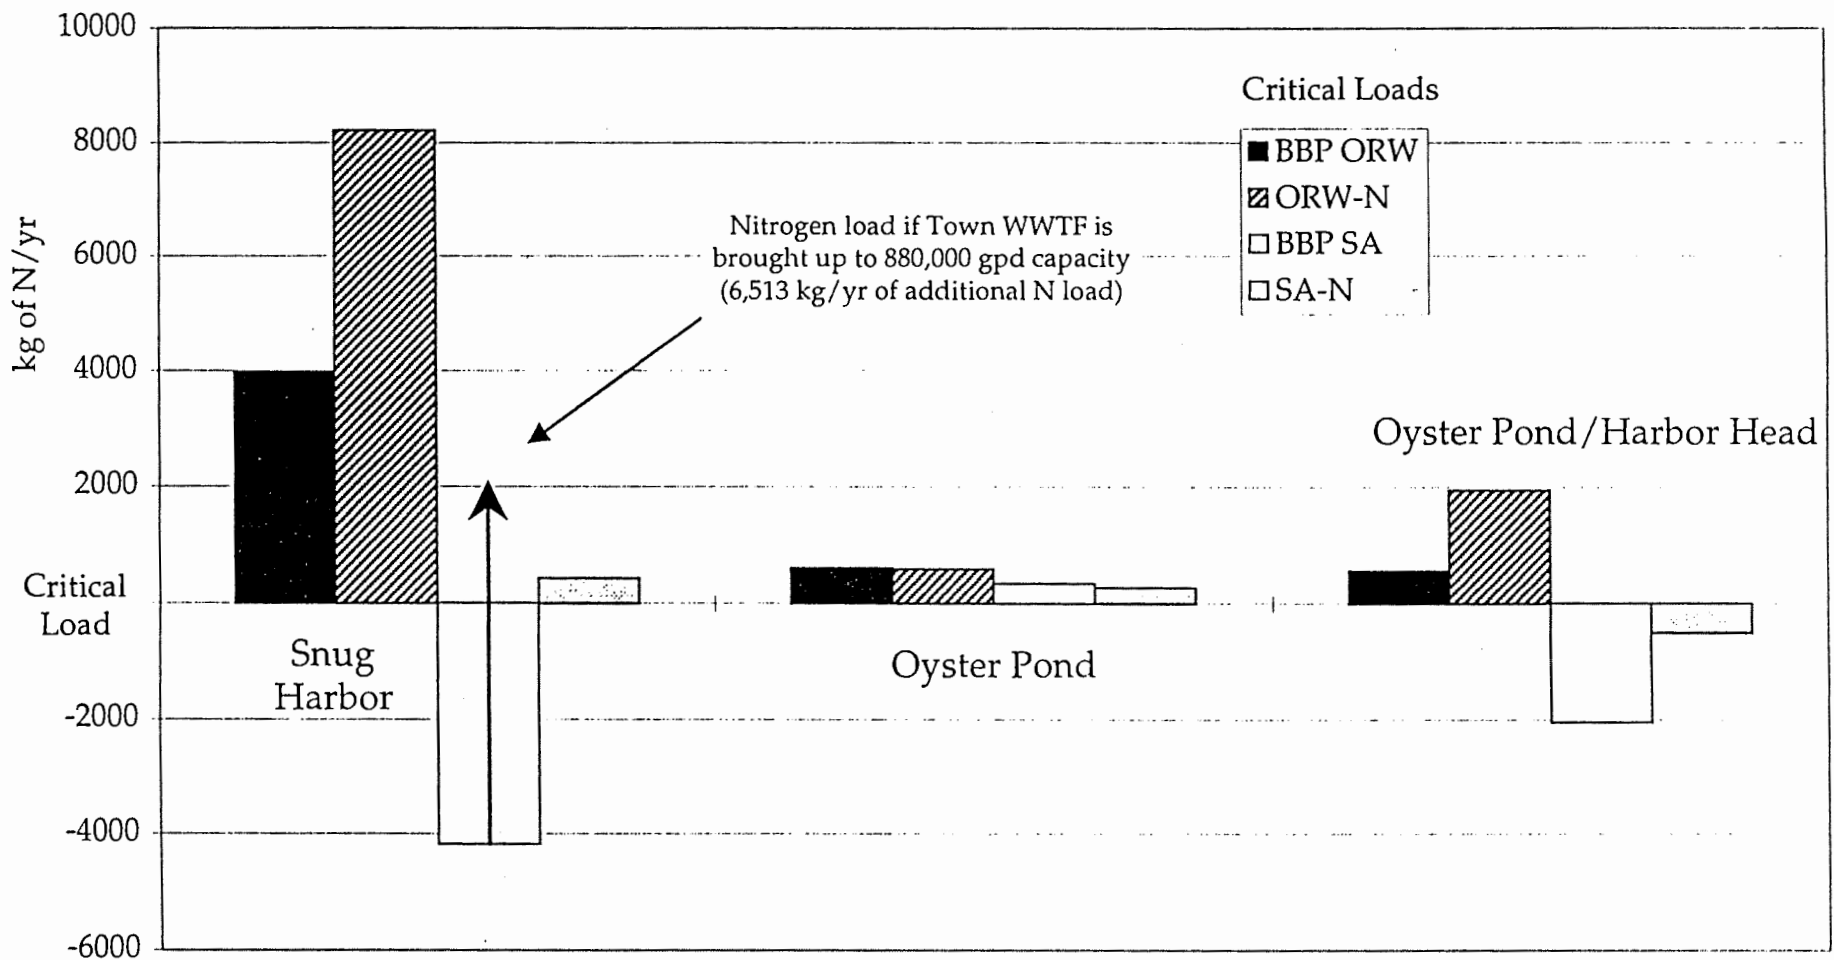 10000
8000
6000
4000
2000
Critical
Load
-2000
-4000
-6000
kg of N/yr
Critical Loads
BBP ORW
ORW-N
BBP SA
SA-N
Nitrogen load if Town WWTF is
brought up to 880,000 gpd capacity
(6,513 kg/yr of additional N load)
Snug
Harbor
Oyster Pond
Oyster Pond/Harbor Head